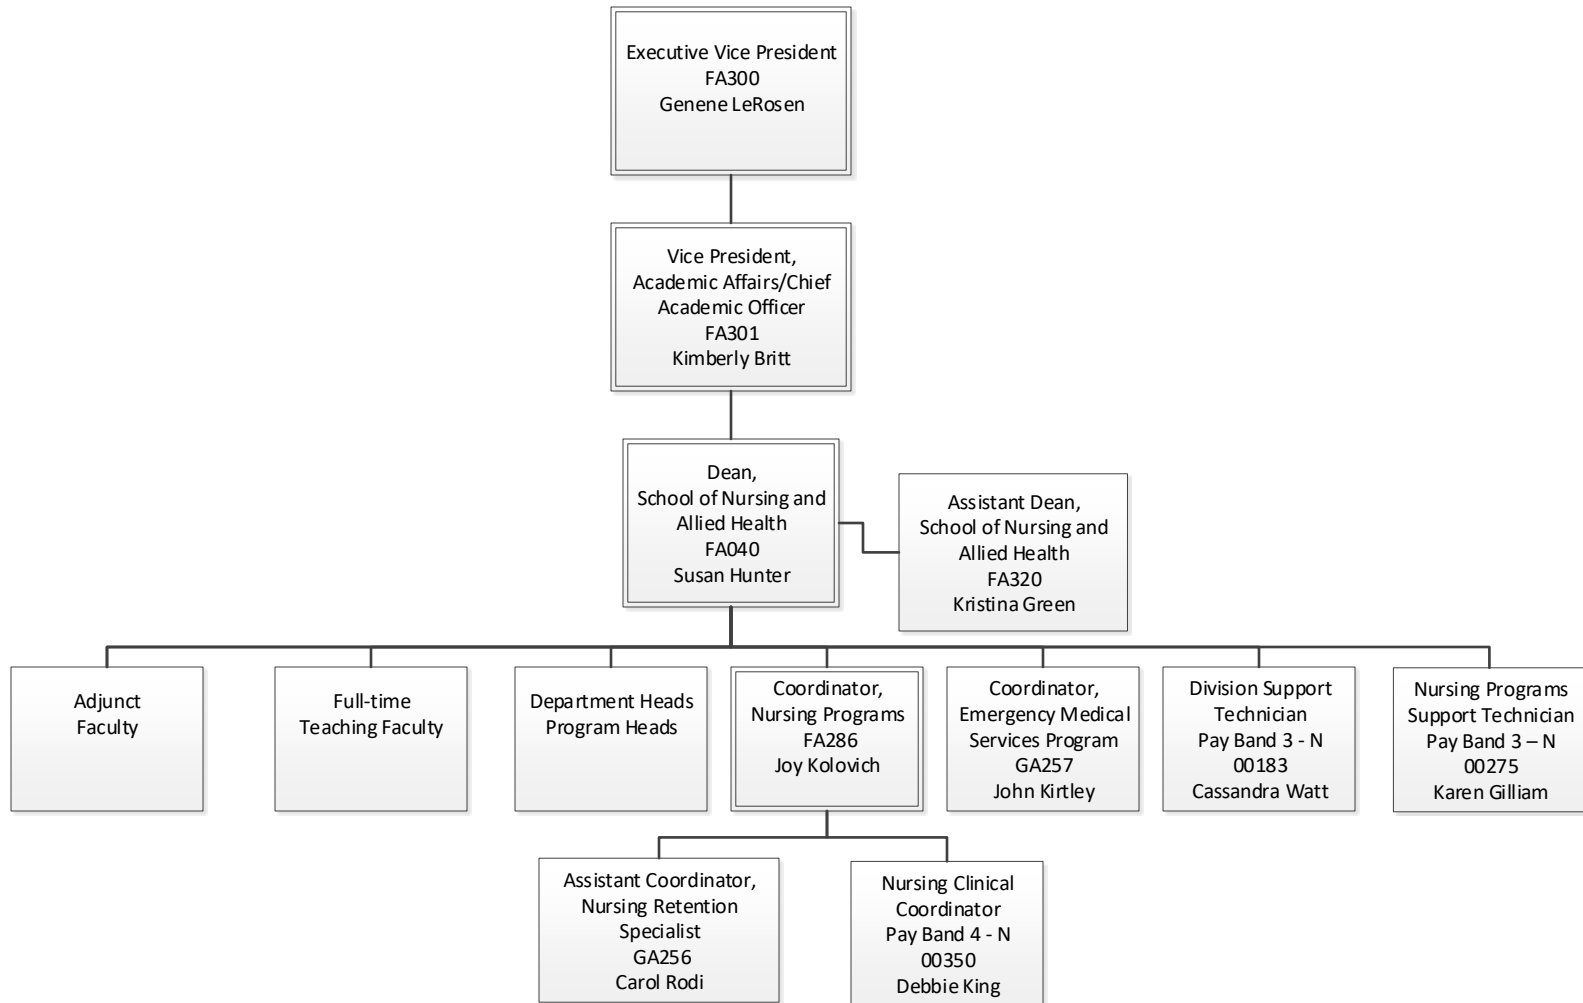 Executive Vice President
FA300
Genene LeRosen
Vice President,
Academic Affairs/Chief
Academic Officer
FA301
Kimberly Britt
Dean,
School of Nursing and
Allied Health
FA040
Susan Hunter
Assistant Dean,
School of Nursing and
Allied Health
FA320
Kristina Green
Adjunct
Faculty
Full-time
Teaching Faculty
Department Heads
Program Heads
Coordinator,
Nursing Programs
FA286
Joy Kolovich
Coordinator,
Emergency Medical
Services Program
GA257
John Kirtley
Division Support
Technician
Pay Band 3 - N
00183
Cassandra Watt
Nursing Programs
Support Technician
Pay Band 3 – N
00275
Karen Gilliam
Assistant Coordinator,
Nursing Retention
Specialist
GA256
Carol Rodi
Nursing Clinical
Coordinator
Pay Band 4 - N
00350
Debbie King